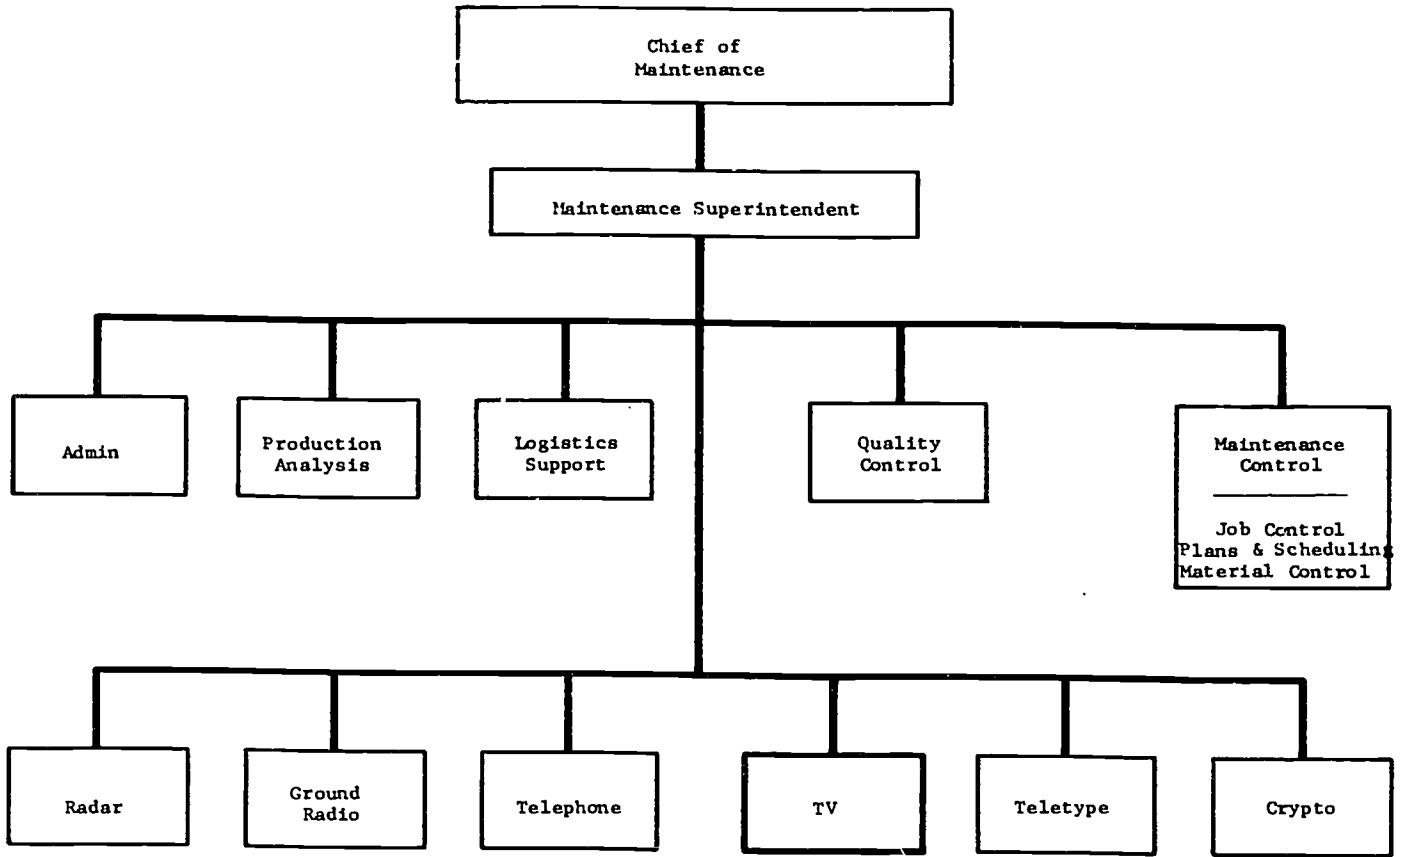 Chief of
Maintenance
Maintenance Superintendent
Admin
Production
Analysis
Logistics
Support
Quality
Control
Maintenance
Control
Job Control
Plans & Scheduling
Material Control
Radar
Ground
Radio
Telephone
TV
Teletype
Crypto